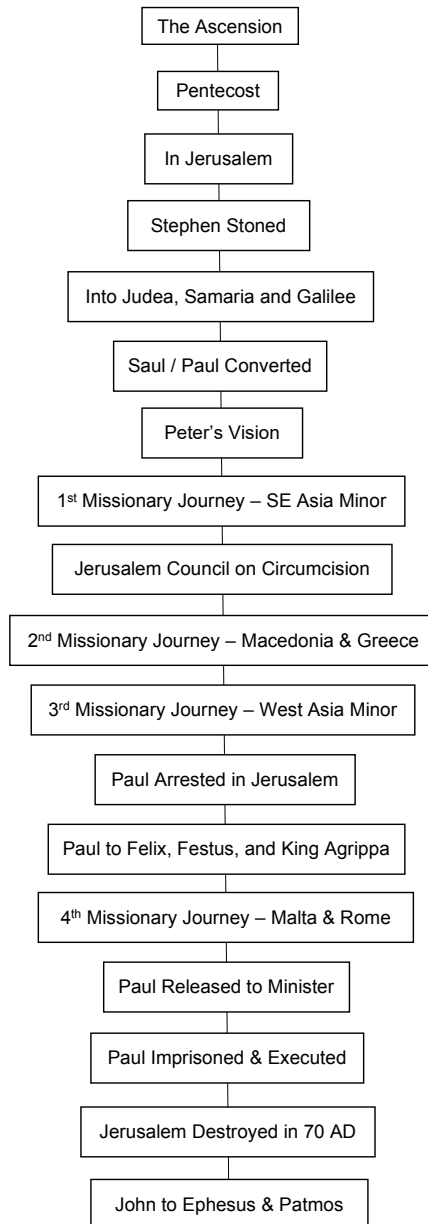 The Ascension
Pentecost
In Jerusalem
Stephen Stoned
Into Judea, Samaria and Galilee
Saul / Paul Converted
Peter's Vision
1st Missionary Journey – SE Asia Minor
Jerusalem Council on Circumcision
2nd Missionary Journey – Macedonia & Greece
3rd Missionary Journey – West Asia Minor
Paul Arrested in Jerusalem
Paul to Felix, Festus, and King Agrippa
4th Missionary Journey – Malta & Rome
Paul Released to Minister
Paul Imprisoned & Executed
Jerusalem Destroyed in 70 AD
John to Ephesus & Patmos